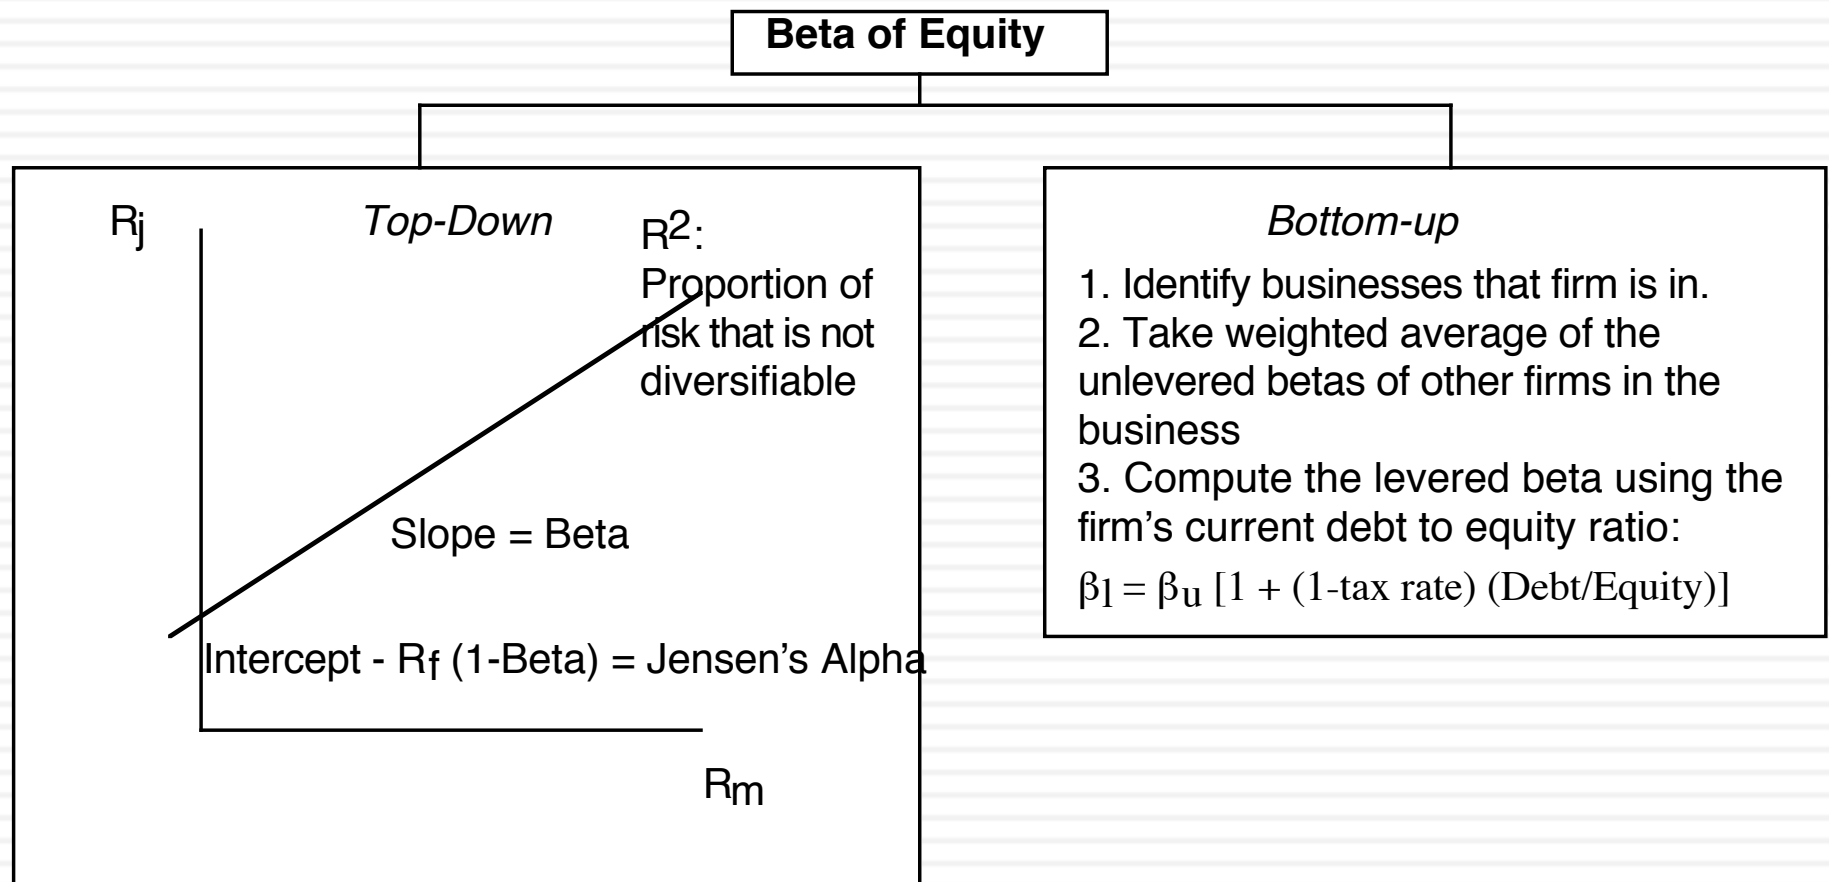 Beta of Equity
Rj
Top-Down
R2:
Proportion of
risk that is not
diversifiable
Slope = Beta
Intercept - Rf (1-Beta) = Jensen’s Alpha
Rm
Bottom-up
1. Identify businesses that firm is in.
2. Take weighted average of the
unlevered betas of other firms in the
business
3. Compute the levered beta using the
firm’s current debt to equity ratio:
βl = βu [1 + (1-tax rate) (Debt/Equity)]